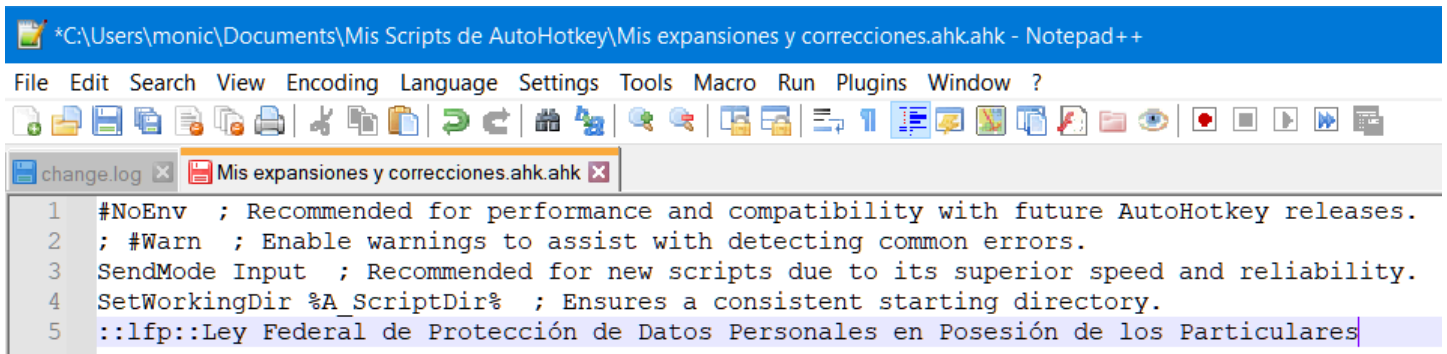 *C:\Users\monic\Documents\Mis Scripts de AutoHotkey\Mis expansiones y correcciones.ahk.ahk - Notepad++
File Edit Search View Encoding Language Settings Tools Macro Run Plugins Window ?
change.log Mis expansiones y correcciones.ahk.ahk
1 #NoEnv  ; Recommended for performance and compatibility with future AutoHotkey releases.
2 ; #Warn  ; Enable warnings to assist with detecting common errors.
3 SendMode Input  ; Recommended for new scripts due to its superior speed and reliability.
4 SetWorkingDir %A_ScriptDir%  ; Ensures a consistent starting directory.
5 ::lfp::Ley Federal de Protección de Datos Personales en Posesión de los Particulares